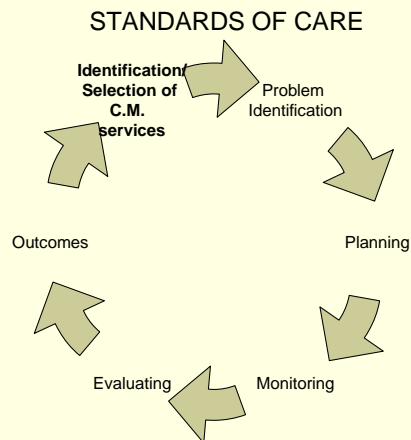 STANDARDS OF CARE
Identification/
Selection of
C.M.
services
Problem
Identification
Planning
Monitoring
Evaluating
Outcomes